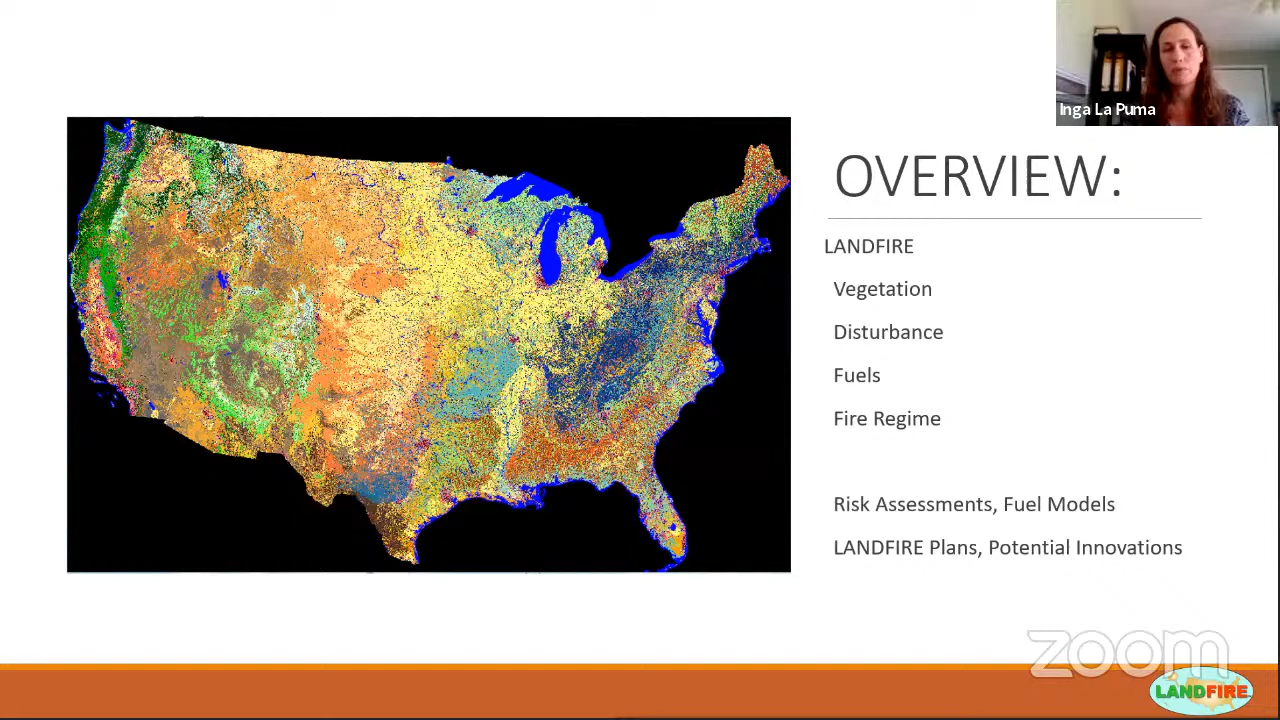 Inga La Puma
OVERVIEW:
LANDFIRE
Vegetation
Disturbance
Fuels
Fire Regime
Risk Assessments, Fuel Models
LANDFIRE Plans, Potential Innovations
zoom
LANDFIRE